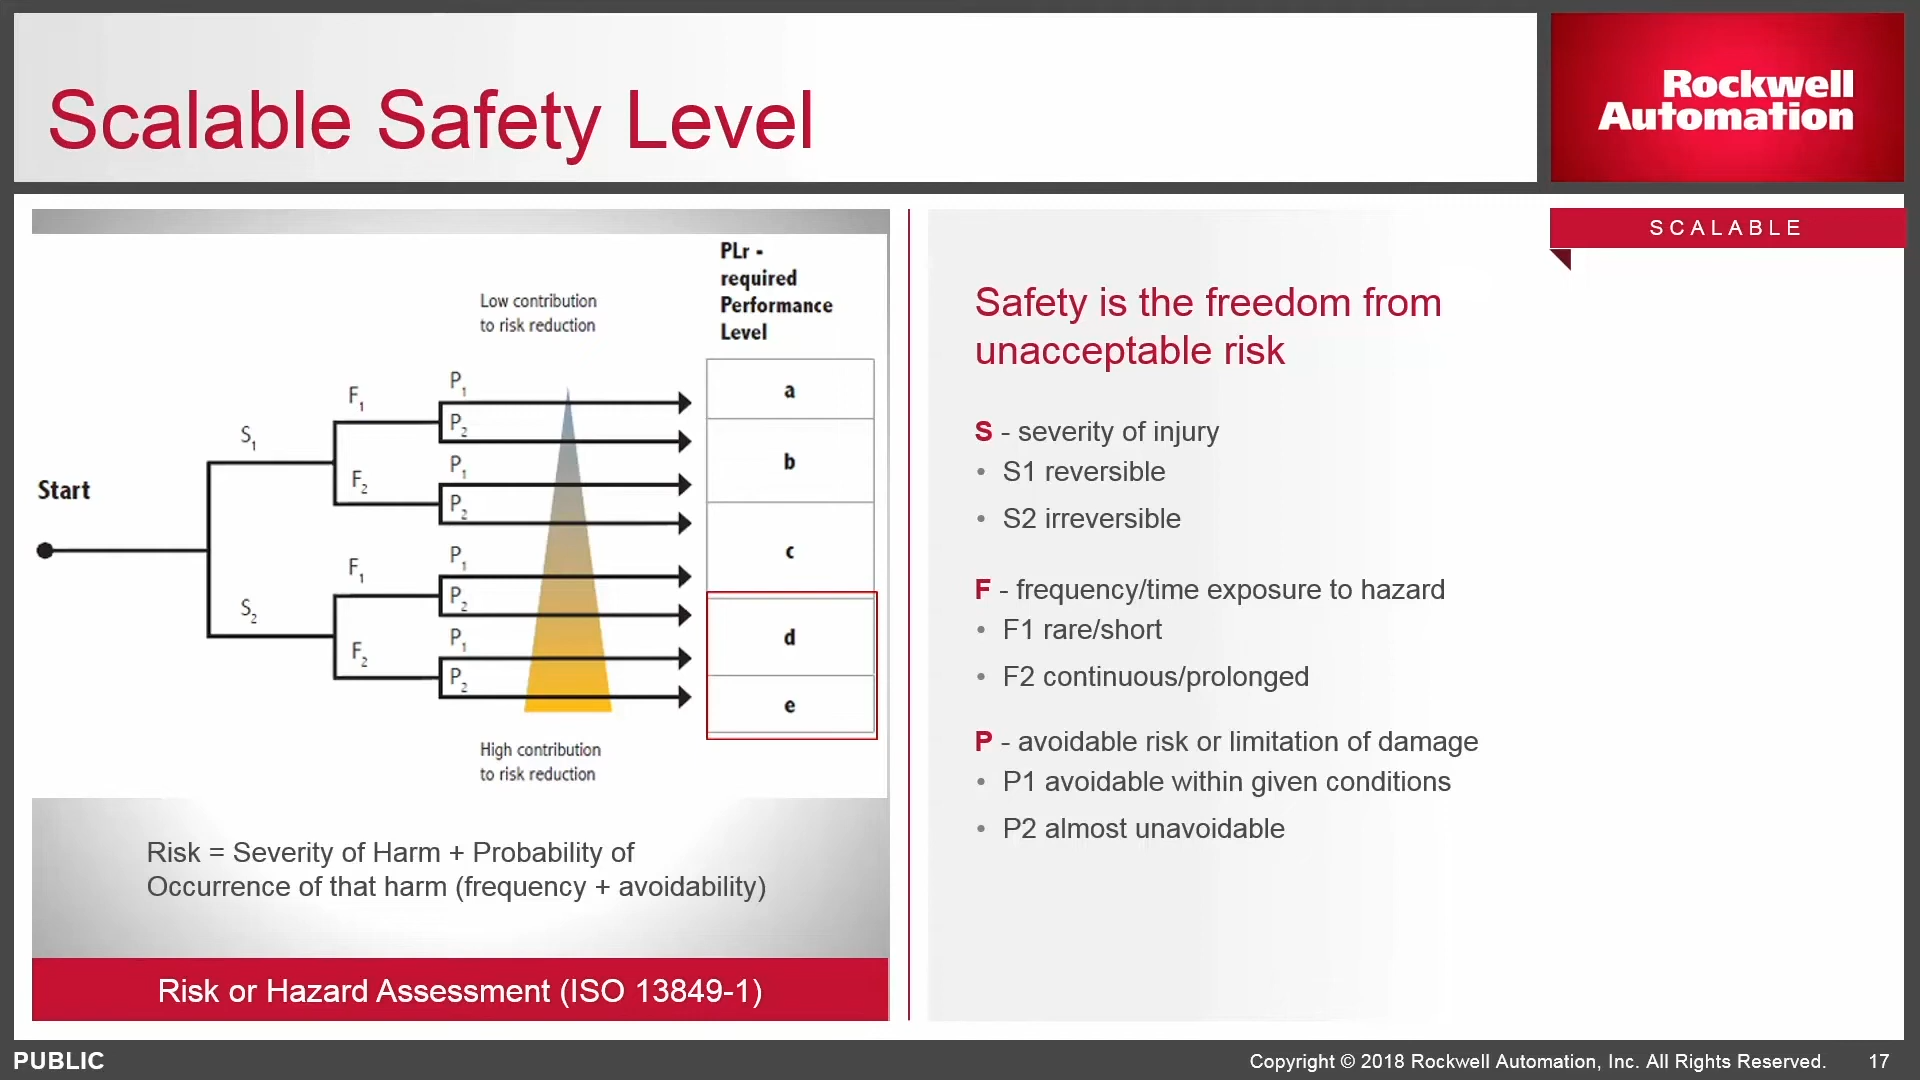 Scalable Safety Level
Rockwell
Automation
SCALABLE
PLr -
required
Performance
Level
Low contribution
to risk reduction
a
b
c
d
e
Start
S1
S2
F1
F2
F1
F2
P1
P2
P1
P2
P1
P2
P1
P2
High contribution
to risk reduction
Risk = Severity of Harm + Probability of
Occurrence of that harm (frequency + avoidability)
Risk or Hazard Assessment (ISO 13849-1)
Safety is the freedom from
unacceptable risk
S - severity of injury
• S1 reversible
• S2 irreversible
F - frequency/time exposure to hazard
• F1 rare/short
• F2 continuous/prolonged
P - avoidable risk or limitation of damage
• P1 avoidable within given conditions
• P2 almost unavoidable
PUBLIC
Copyright © 2018 Rockwell Automation, Inc. All Rights Reserved.
17